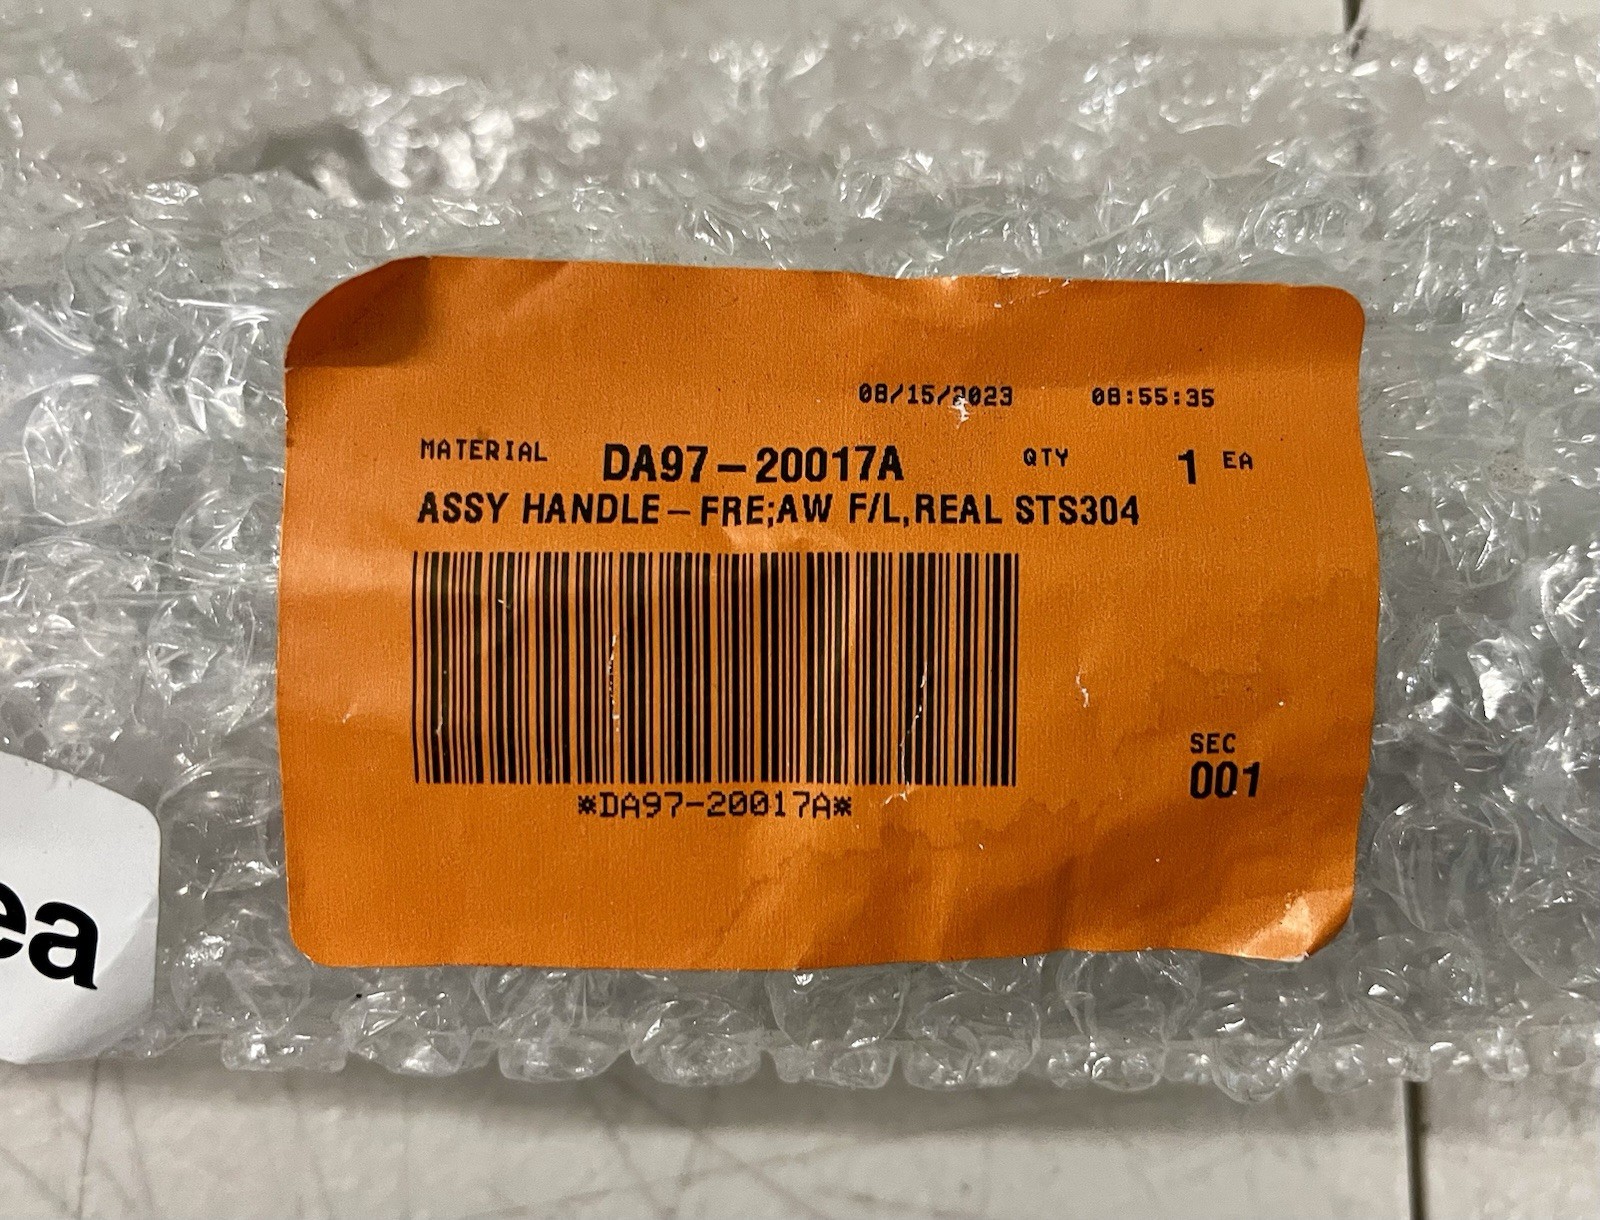 08/15/2023 08:55:35
MATERIAL DA97-20017A QTY 1 EA
ASSY HANDLE-FRE;AW F/L,REAL STS304
*DA97-20017A*
SEC
001
ea